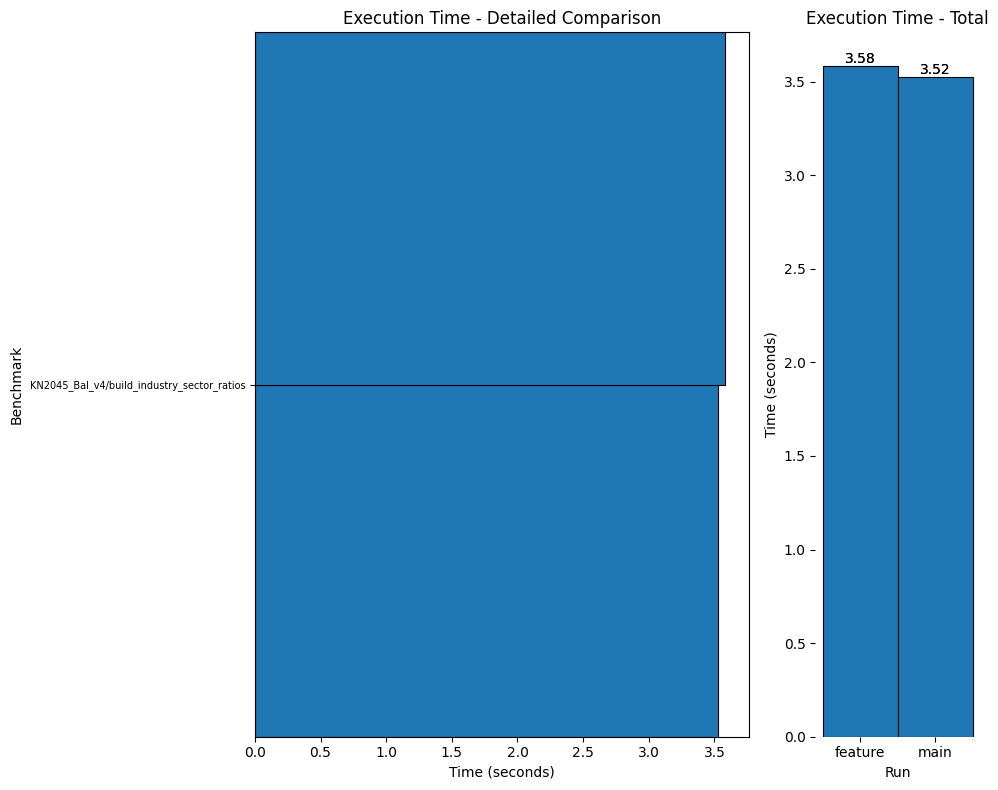 Execution Time - Detailed Comparison
Benchmark
KN2045_Bal_v4/build_industry_sector_ratios
0.0 0.5 1.0 1.5 2.0 2.5 3.0 3.5
Time (seconds)
Execution Time - Total
3.58 3.52
Time (seconds)
3.5
3.0
2.5
2.0
1.5
1.0
0.5
0.0
feature main
Run